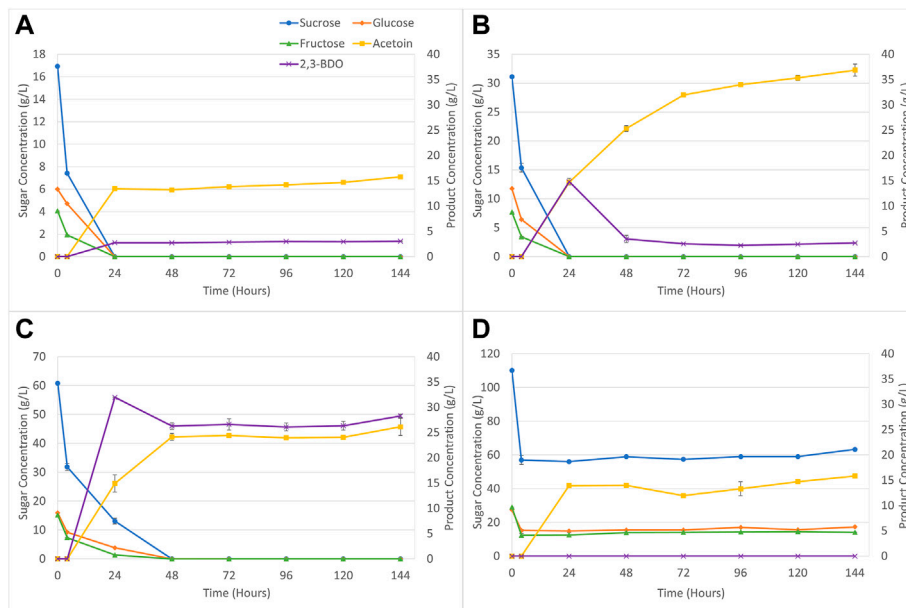 A
Sucrose Glucose
Fructose Acetoin
2,3-BDO
18 16 14 12 10 8 6 4 2 0
Sugar Concentration (g/L)
40 35 30 25 20 15 10 5 0
Product Concentration (g/L)
0 24 48 72 96 120 144
Time (Hours)
B
35 30 25 20 15 10 5 0
Sugar Concentration (g/L)
40 35 30 25 20 15 10 5 0
Product Concentration (g/L)
0 24 48 72 96 120 144
Time (Hours)
C
70 60 50 40 30 20 10 0
Sugar Concentration (g/L)
40 35 30 25 20 15 10 5 0
Product Concentration (g/L)
0 24 48 72 96 120 144
Time (Hours)
D
120 100 80 60 40 20 0
Sugar Concentration (g/L)
40 35 30 25 20 15 10 5 0
Product Concentration (g/L)
0 24 48 72 96 120 144
Time (Hours)